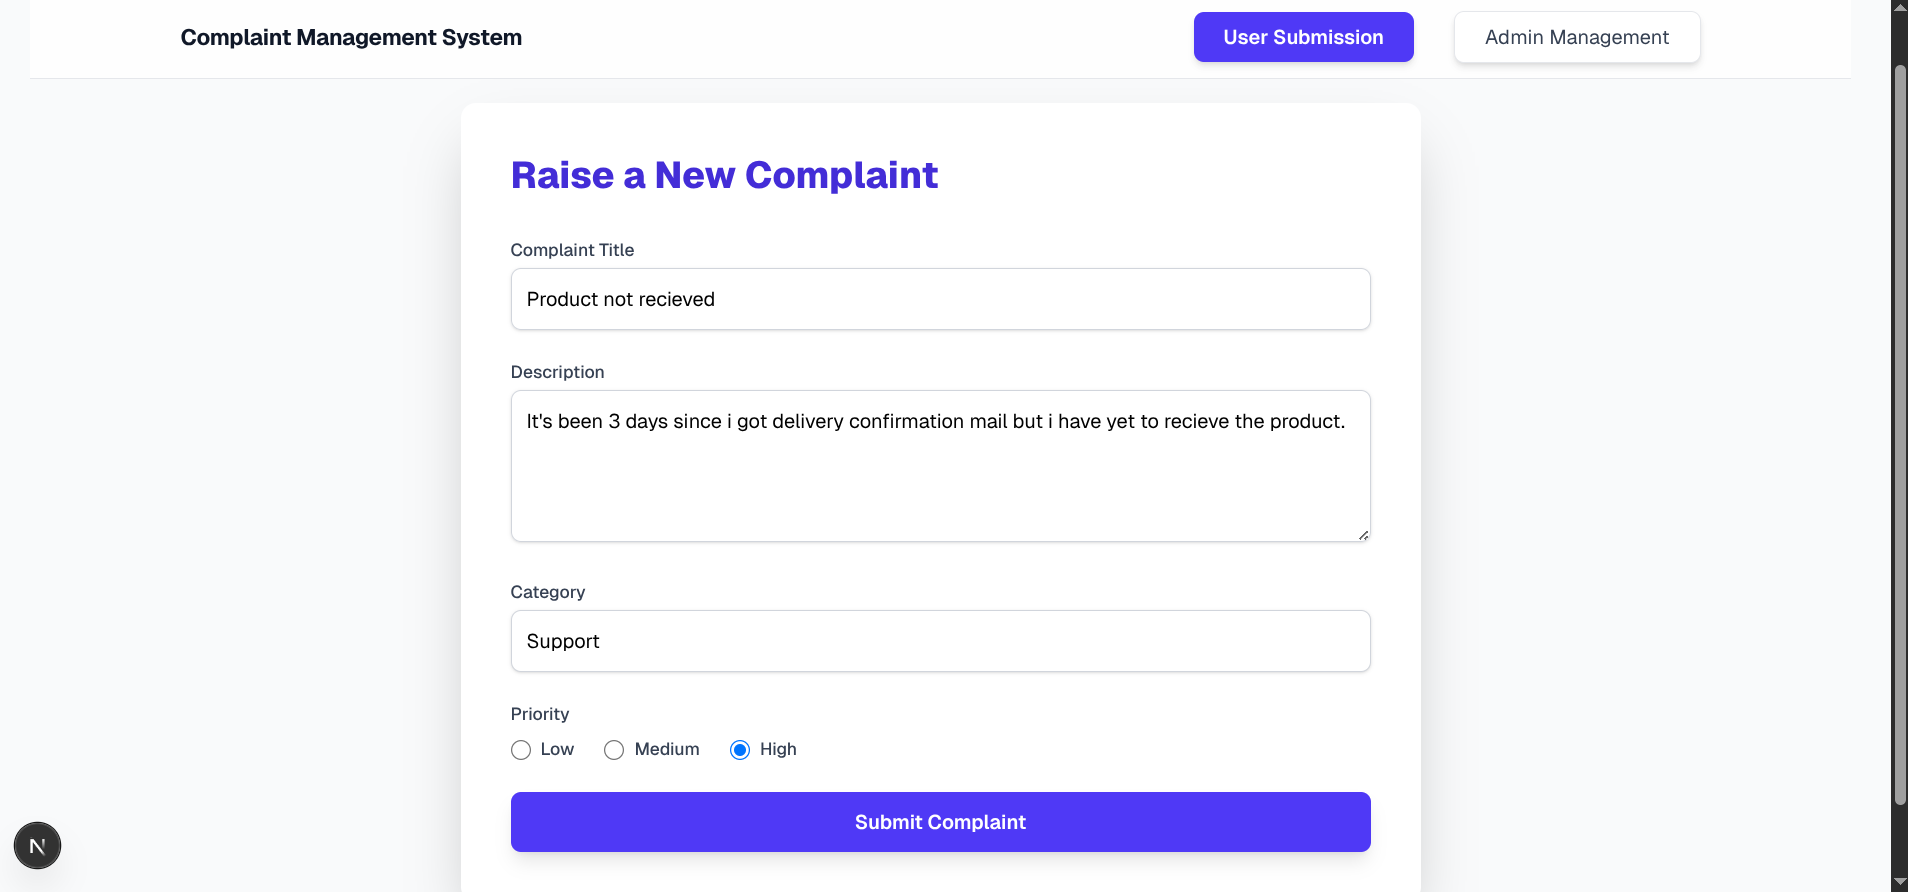 Complaint Management System
User Submission
Admin Management
Raise a New Complaint
Complaint Title
Product not recieved
Description
It's been 3 days since i got delivery confirmation mail but i have yet to recieve the product.
Category
Support
Priority
Low
Medium
High
Submit Complaint
N